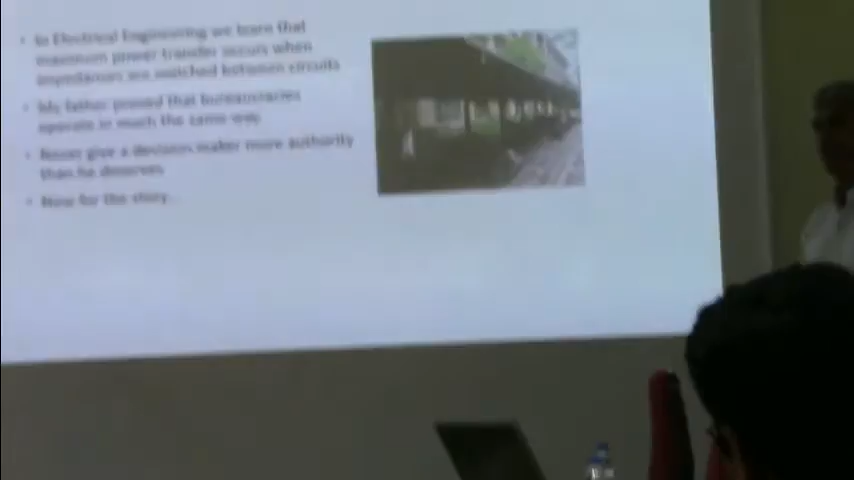 • In Electrical Engineering we learn that
maximum power transfer occurs when
impedances are matched between circuits
• My father proved that bureaucracies
operate in much the same way
• Never give a decision maker more authority
than he deserves
• Now for the story...